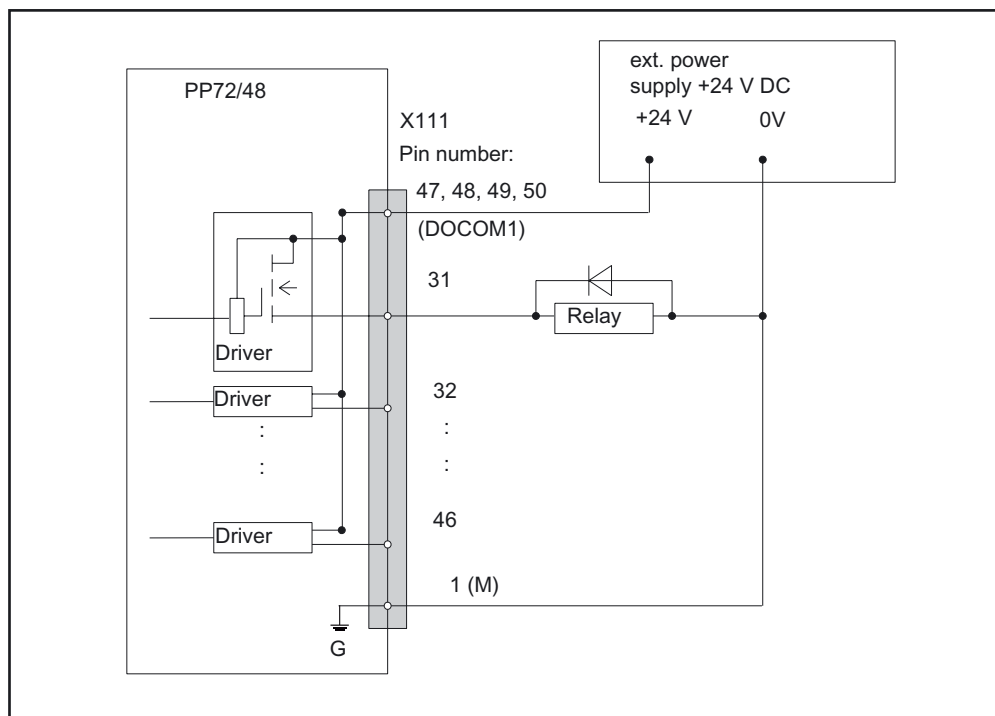 PP72/48
ext. power
supply +24 V DC
+24 V 0V
X111
Pin number:
47, 48, 49, 50
(DOCOM1)
31
Relay
Driver
32
Driver
:
:
:
:
46
Driver
1 (M)
G